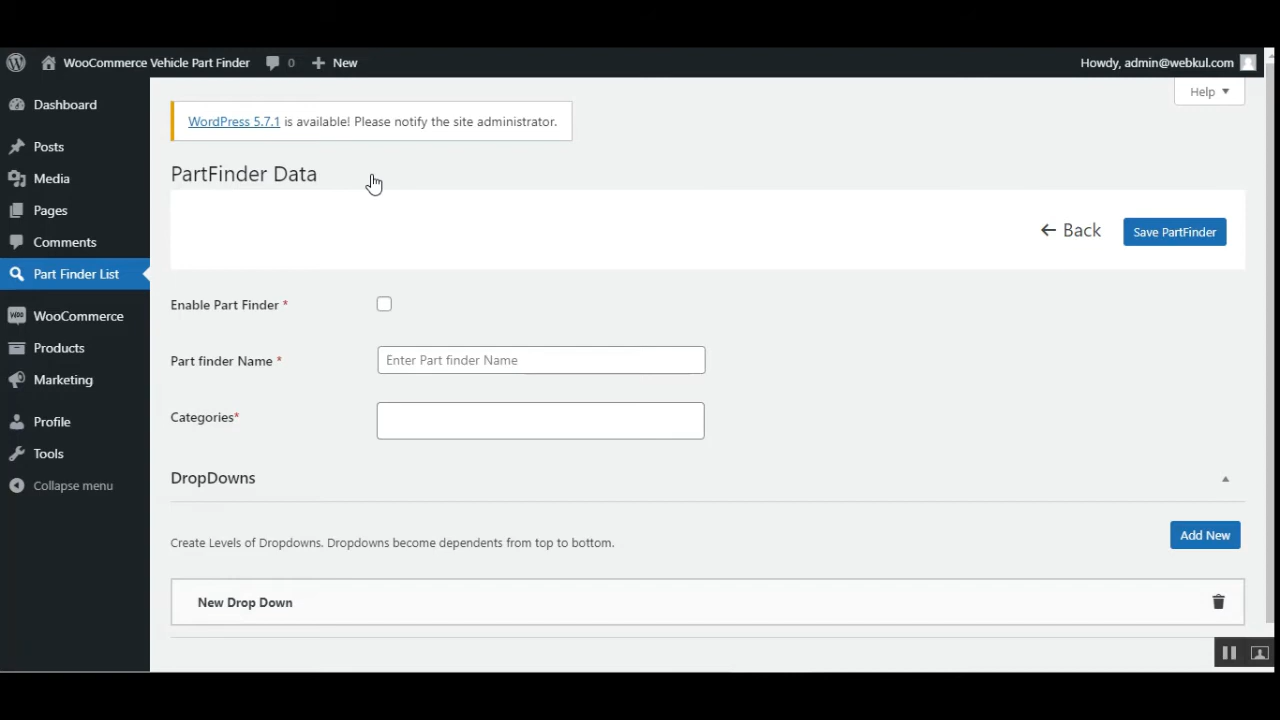 WooCommerce Vehicle Part Finder 0 New Howdy, admin@webkul.com
Help
Dashboard
Posts
Media
Pages
Comments
Part Finder List
WooCommerce
Products
Marketing
Profile
Tools
Collapse menu
WordPress 5.7.1 is available! Please notify the site administrator.
PartFinder Data
← Back Save PartFinder
Enable Part Finder *
Part finder Name * Enter Part finder Name
Categories*
DropDowns
Create Levels of Dropdowns. Dropdowns become dependents from top to bottom. Add New
New Drop Down